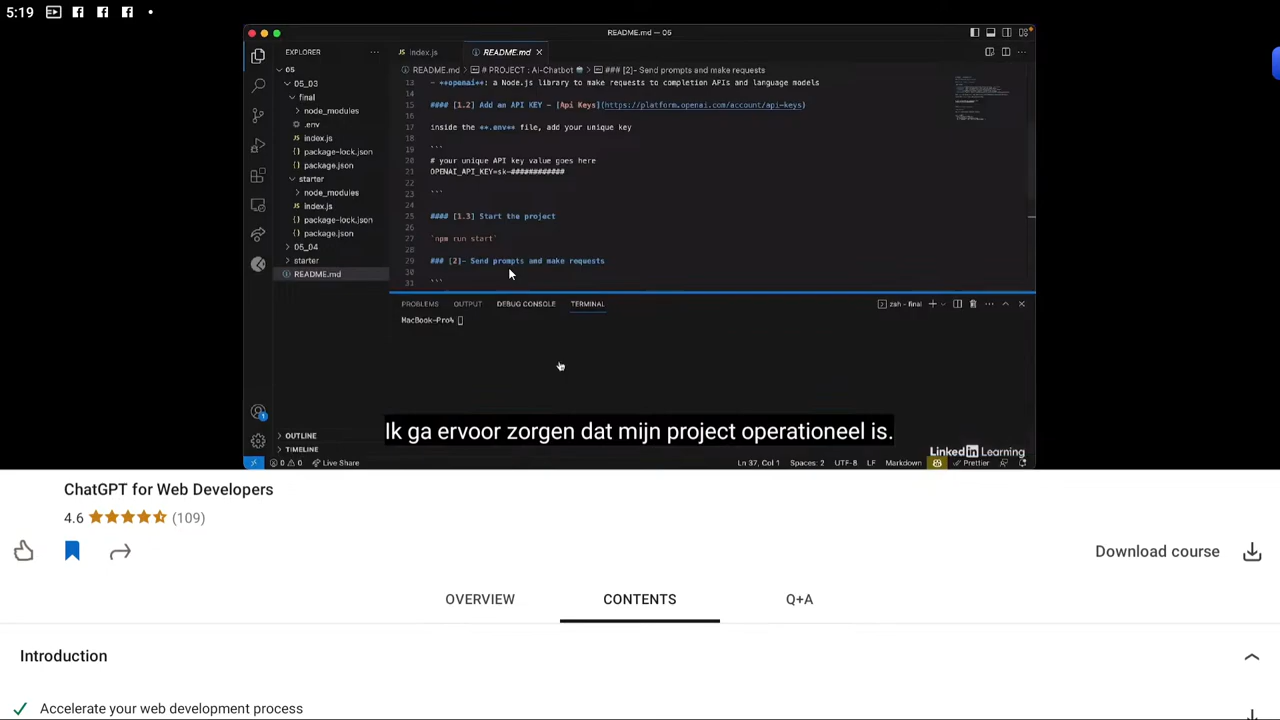 5:19
README.md — 05
EXPLORER
index.js
README.md
05
README.md
# PROJECT : Ai-Chatbot
### [2]- Send prompts and make requests
05_03
final
node_modules
.env
index.js
package-lock.json
package.json
starter
node_modules
index.js
package-lock.json
package.json
05_04
starter
README.md
13 - **openai**: a Node.js library to make requests to completion APIs and language models
14
15 #### [1.2] Add an API KEY - [Api Keys](https://platform.openai.com/account/api-keys)
16
17 inside the **.env** file, add your unique key
18
19 ```
20 # your unique API key value goes here
21 OPENAI_API_KEY=sk-############
22
23 ```
24
25 #### [1.3] Start the project
26
27 `npm run start`
28
29 ### [2]- Send prompts and make requests
30
31 ```
PROBLEMS
OUTPUT
DEBUG CONSOLE
TERMINAL
zsh - final
MacBook-Pro%
OUTLINE
TIMELINE
Ik ga ervoor zorgen dat mijn project operationeel is.
LinkedIn Learning
0 0
Live Share
Ln 37, Col 1
Spaces: 2
UTF-8
LF
Markdown
Prettier
ChatGPT for Web Developers
4.6 (109)
Download course
OVERVIEW
CONTENTS
Q+A
Introduction
Accelerate your web development process